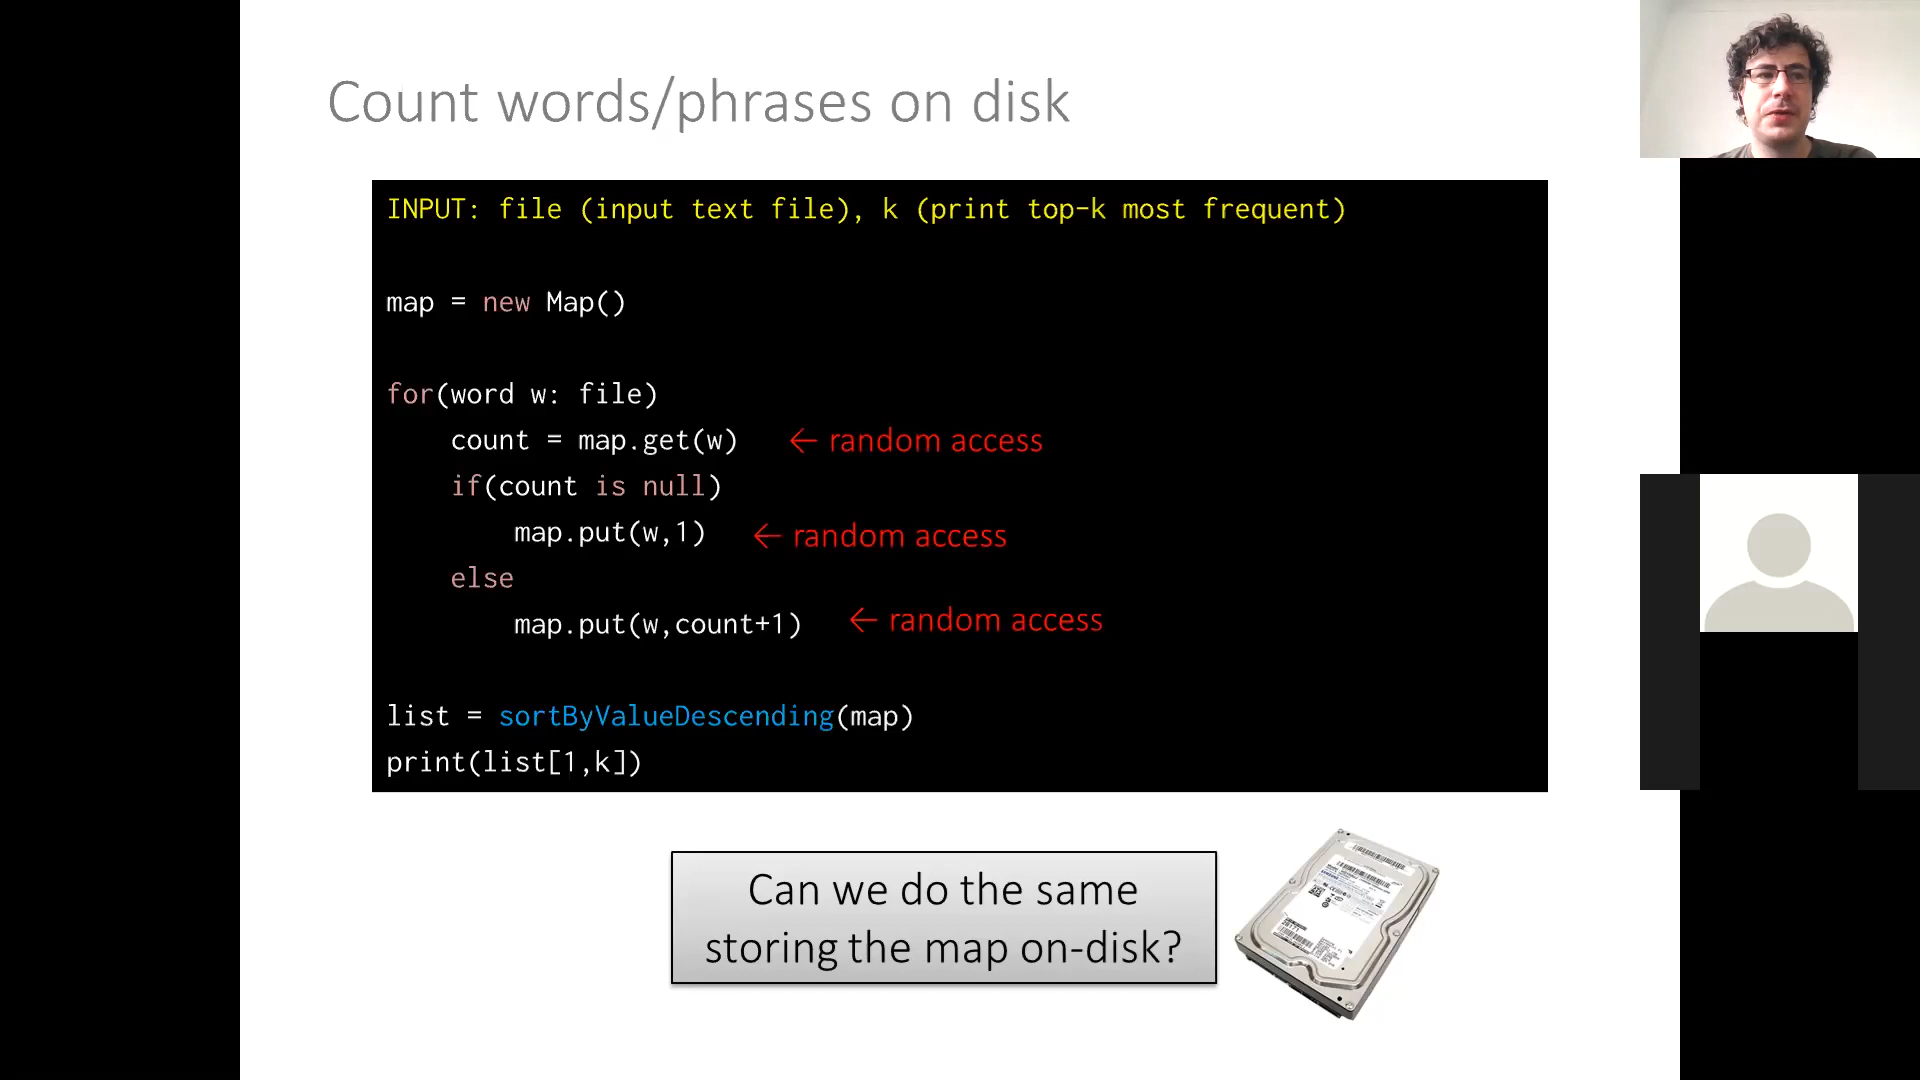 Count words/phrases on disk
INPUT: file (input text file), k (print top-k most frequent)
map = new Map()
for(word w: file)
count = map.get(w) ← random access
if(count is null)
map.put(w,1) ← random access
else
map.put(w,count+1) ← random access
list = sortByValueDescending(map)
print(list[1,k])
Can we do the same
storing the map on-disk?